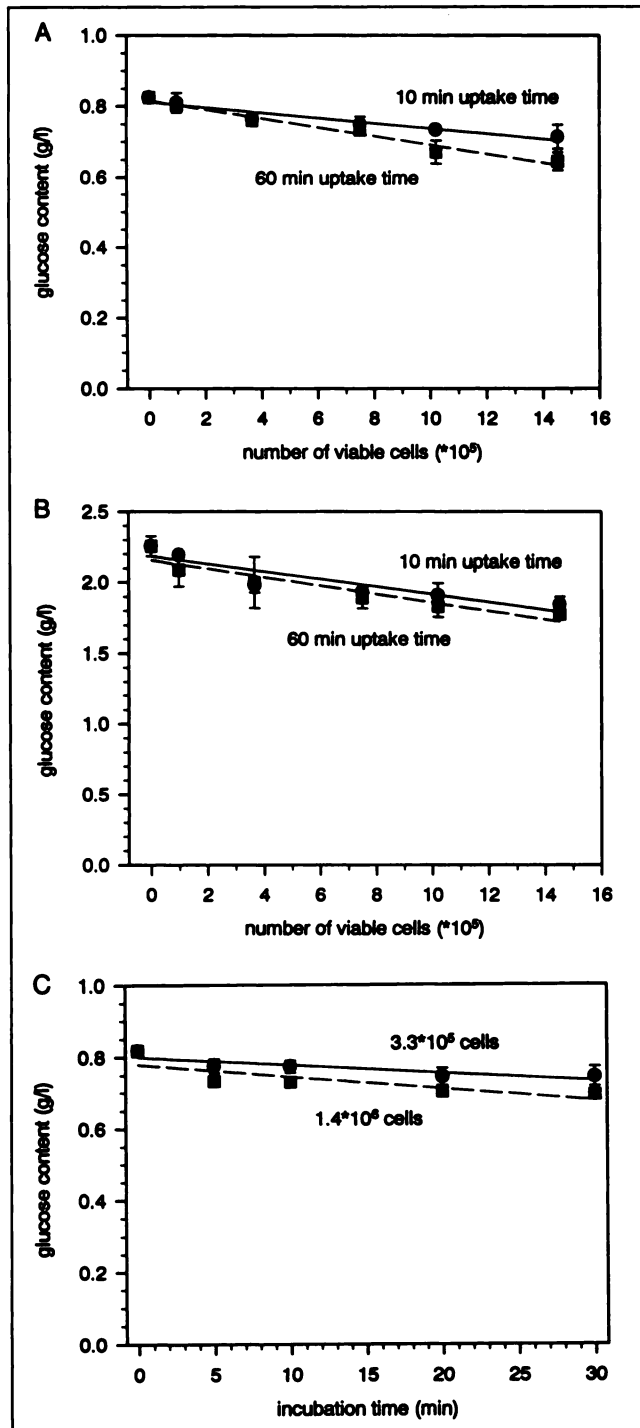 A
1.0
0.8
0.6
0.4
0.2
0.0
glucose content (g/l)
10 min uptake time
60 min uptake time
0 2 4 6 8 10 12 14 16
number of viable cells (*10⁵)
B
2.5
2.0
1.5
1.0
0.5
0.0
glucose content (g/l)
10 min uptake time
60 min uptake time
0 2 4 6 8 10 12 14 16
number of viable cells (*10⁵)
C
1.0
0.8
0.6
0.4
0.2
0.0
glucose content (g/l)
3.3*10⁵ cells
1.4*10⁶ cells
0 5 10 15 20 25 30
incubation time (min)